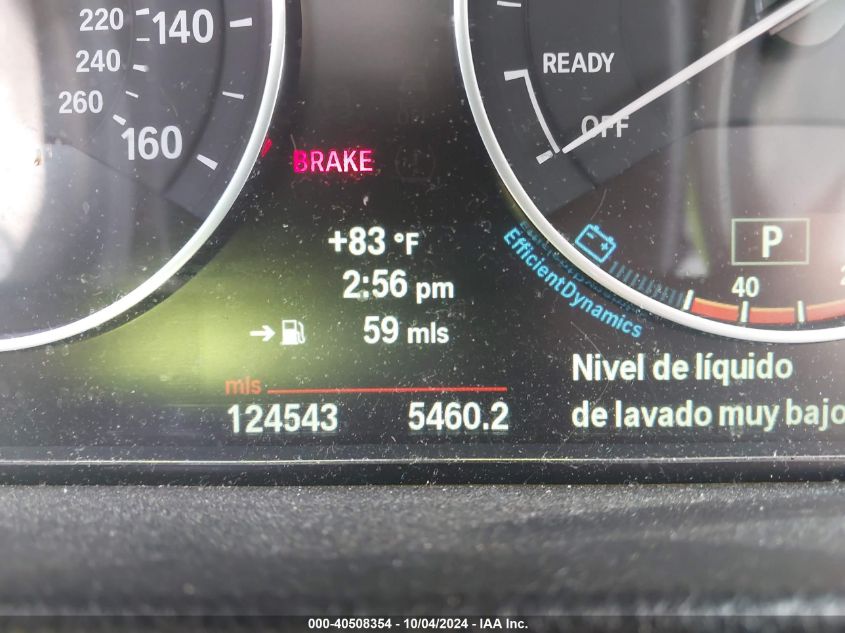 220
140
240
260
160
READY
OFF
BRAKE
+83 °F
2:56 pm
59 mls
mls
124543 5460.2
EfficientDynamics
P
40
Nivel de líquido
de lavado muy bajo
000-40508354 - 10/04/2024 - IAA Inc.